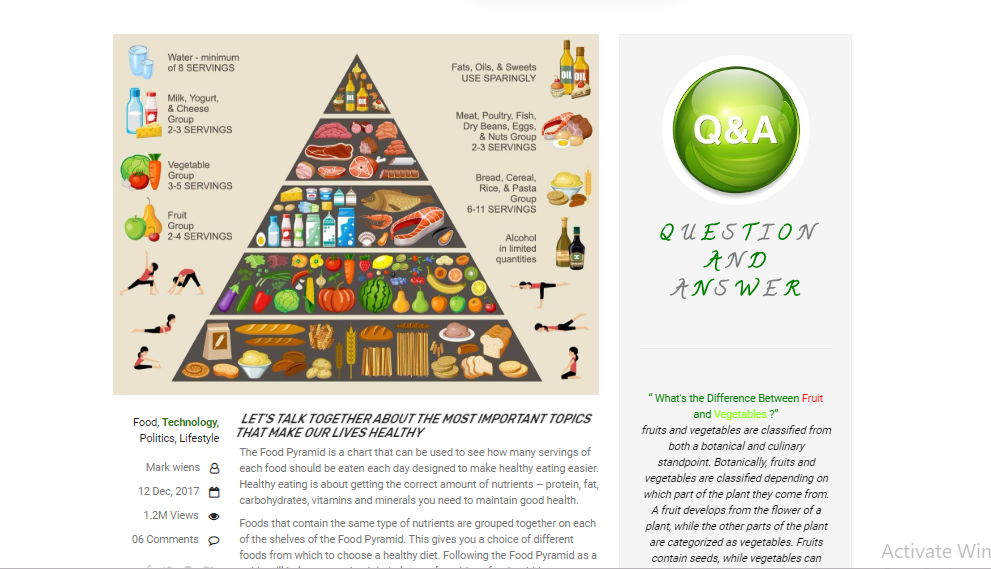 Water - minimum
of 8 SERVINGS
Milk, Yogurt,
& Cheese
Group
2-3 SERVINGS
Vegetable
Group
3-5 SERVINGS
Fruit
Group
2-4 SERVINGS
Fats, Oils, & Sweets
USE SPARINGLY
OIL
OIL
Meat, Poultry, Fish,
Dry Beans, Eggs,
& Nuts Group
2-3 SERVINGS
Bread, Cereal,
Rice, & Pasta
Group
6-11 SERVINGS
Alcohol
in limited
quantities
Food, Technology,
Politics, Lifestyle
Mark wiens
12 Dec, 2017
1.2M Views
06 Comments
LET'S TALK TOGETHER ABOUT THE MOST IMPORTANT TOPICS
THAT MAKE OUR LIVES HEALTHY
The Food Pyramid is a chart that can be used to see how many servings of
each food should be eaten each day designed to make healthy eating easier.
Healthy eating is about getting the correct amount of nutrients – protein, fat,
carbohydrates, vitamins and minerals you need to maintain good health.
Foods that contain the same type of nutrients are grouped together on each
of the shelves of the Food Pyramid. This gives you a choice of different
foods from which to choose a healthy diet. Following the Food Pyramid as a
Q&A
QUESTION
AND
ANSWER
“ What's the Difference Between Fruit
and Vegetables ?”
fruits and vegetables are classified from
both a botanical and culinary
standpoint. Botanically, fruits and
vegetables are classified depending on
which part of the plant they come from.
A fruit develops from the flower of a
plant, while the other parts of the plant
are categorized as vegetables. Fruits
contain seeds, while vegetables can
Activate Win